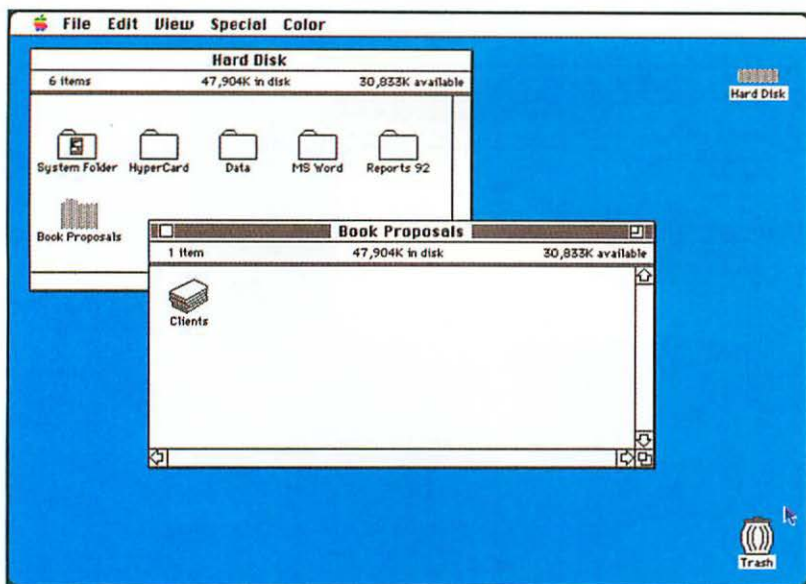 File Edit View Special Color
Hard Disk
6 items 47,904K in disk 30,833K available
System Folder HyperCard Data MS Word Reports 92
Book Proposals
Hard Disk
Book Proposals
1 item 47,904K in disk 30,833K available
Clients
Trash